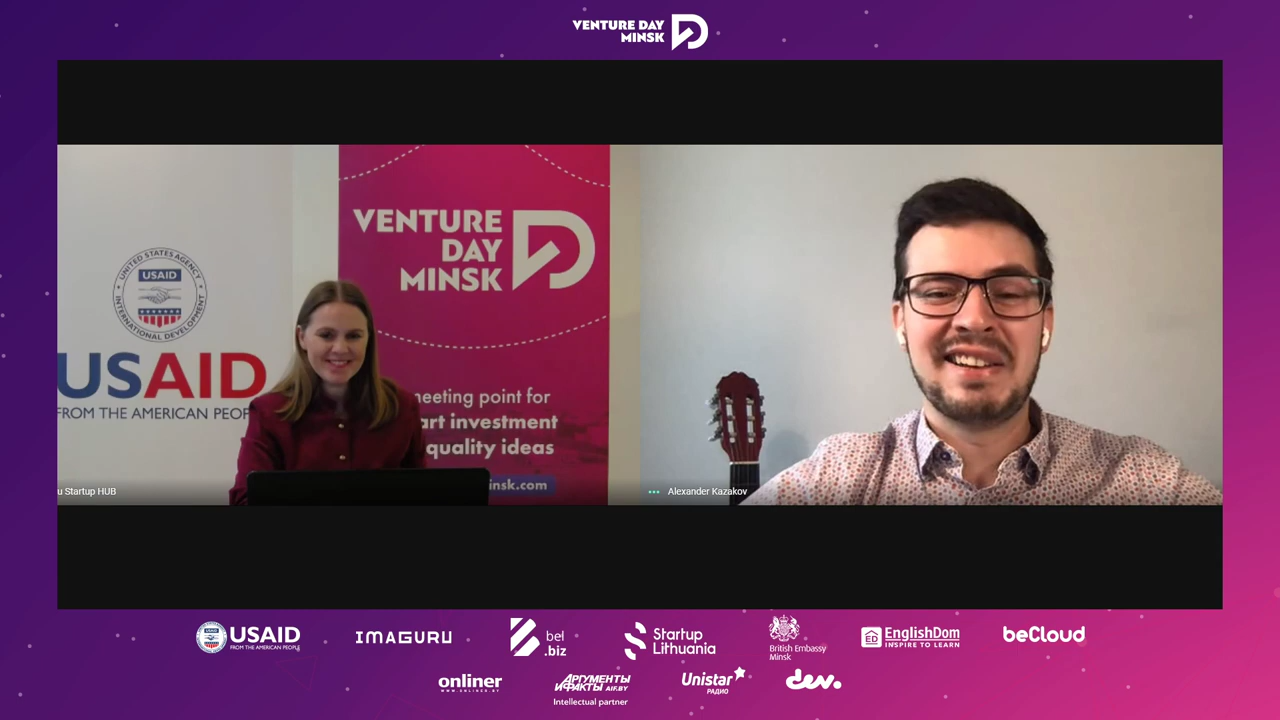 VENTURE DAY
MINSK
UNITED STATES AGENCY
USAID
INTERNATIONAL DEVELOPMENT
USAID
FROM THE AMERICAN PEOP
VENTURE
DAY
MINSK
meeting point for
art investment
quality ideas
insk.com
u Startup HUB
Alexander Kazakov
USAID
FROM THE AMERICAN PEOPLE
IMAGURU
bel
.biz
Startup
Lithuania
British Embassy
Minsk
ED
EnglishDom
INSPIRE TO LEARN
beCloud
onliner
WWW.ONLINER.BY
АРГУМЕНТЫ
И ФАКТЫ AIF.BY
Intellectual partner
Unistar
РАДИО
dev.